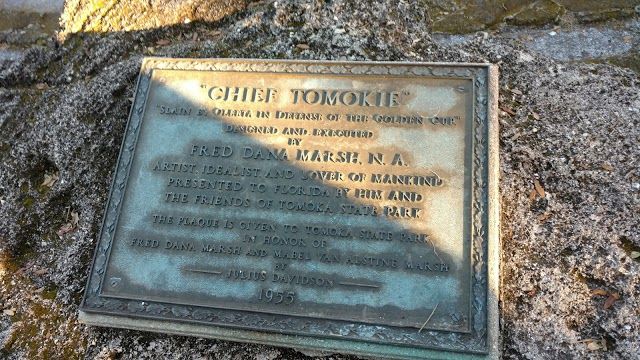 "CHIEF TOMOKIE"
"SLAIN BY OLEETA IN DEFENSE OF THE GOLDEN CUP"
DESIGNED AND EXECUTED
BY
FRED DANA MARSH, N. A.
ARTIST, IDEALIST, AND LOVER OF MANKIND
PRESENTED TO FLORIDA BY HIM AND
THE FRIENDS OF TOMOKA STATE PARK
THE PLAQUE IS GIVEN TO TOMOKA STATE PARK
IN HONOR OF
FRED DANA MARSH AND MABEL VAN ALSTINE MARSH
BY
JULIUS DAVIDSON
1955